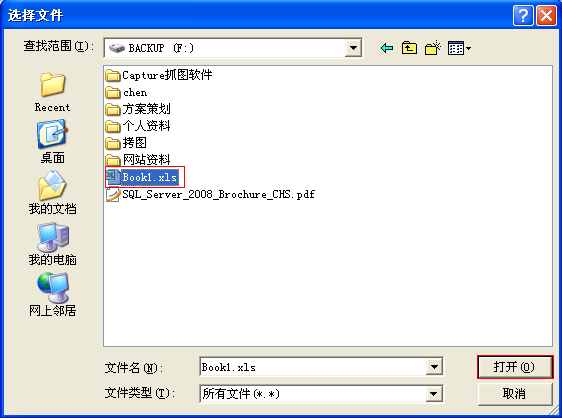 选择文件
查找范围(I):
BACKUP (F:)
Recent
桌面
我的文档
我的电脑
网上邻居
Capture抓图软件
chen
方案策划
个人资料
拷图
网站资料
Book1.xls
SQL_Server_2008_Brochure_CHS.pdf
文件名(N):
Book1.xls
打开(O)
文件类型(T):
所有文件(*.*)
取消